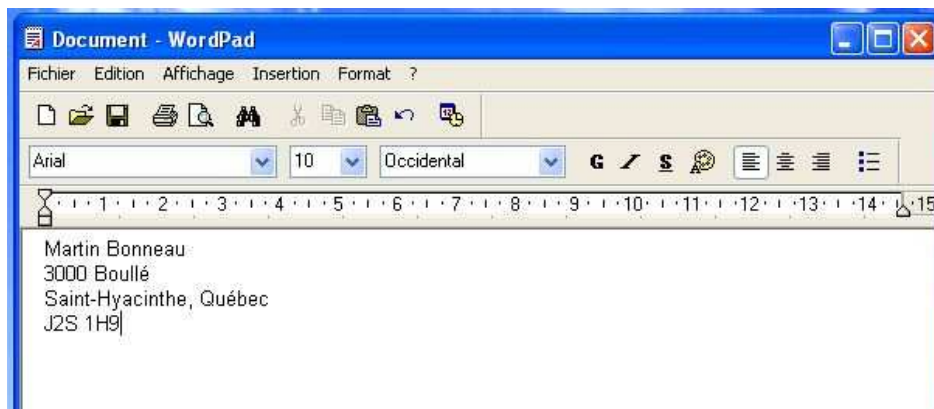 Document - WordPad
Fichier Edition Affichage Insertion Format ?
Arial 10 Occidental G I S
1 2 3 4 5 6 7 8 9 10 11 12 13 14 15
Martin Bonneau
3000 Boullé
Saint-Hyacinthe, Québec
J2S 1H9